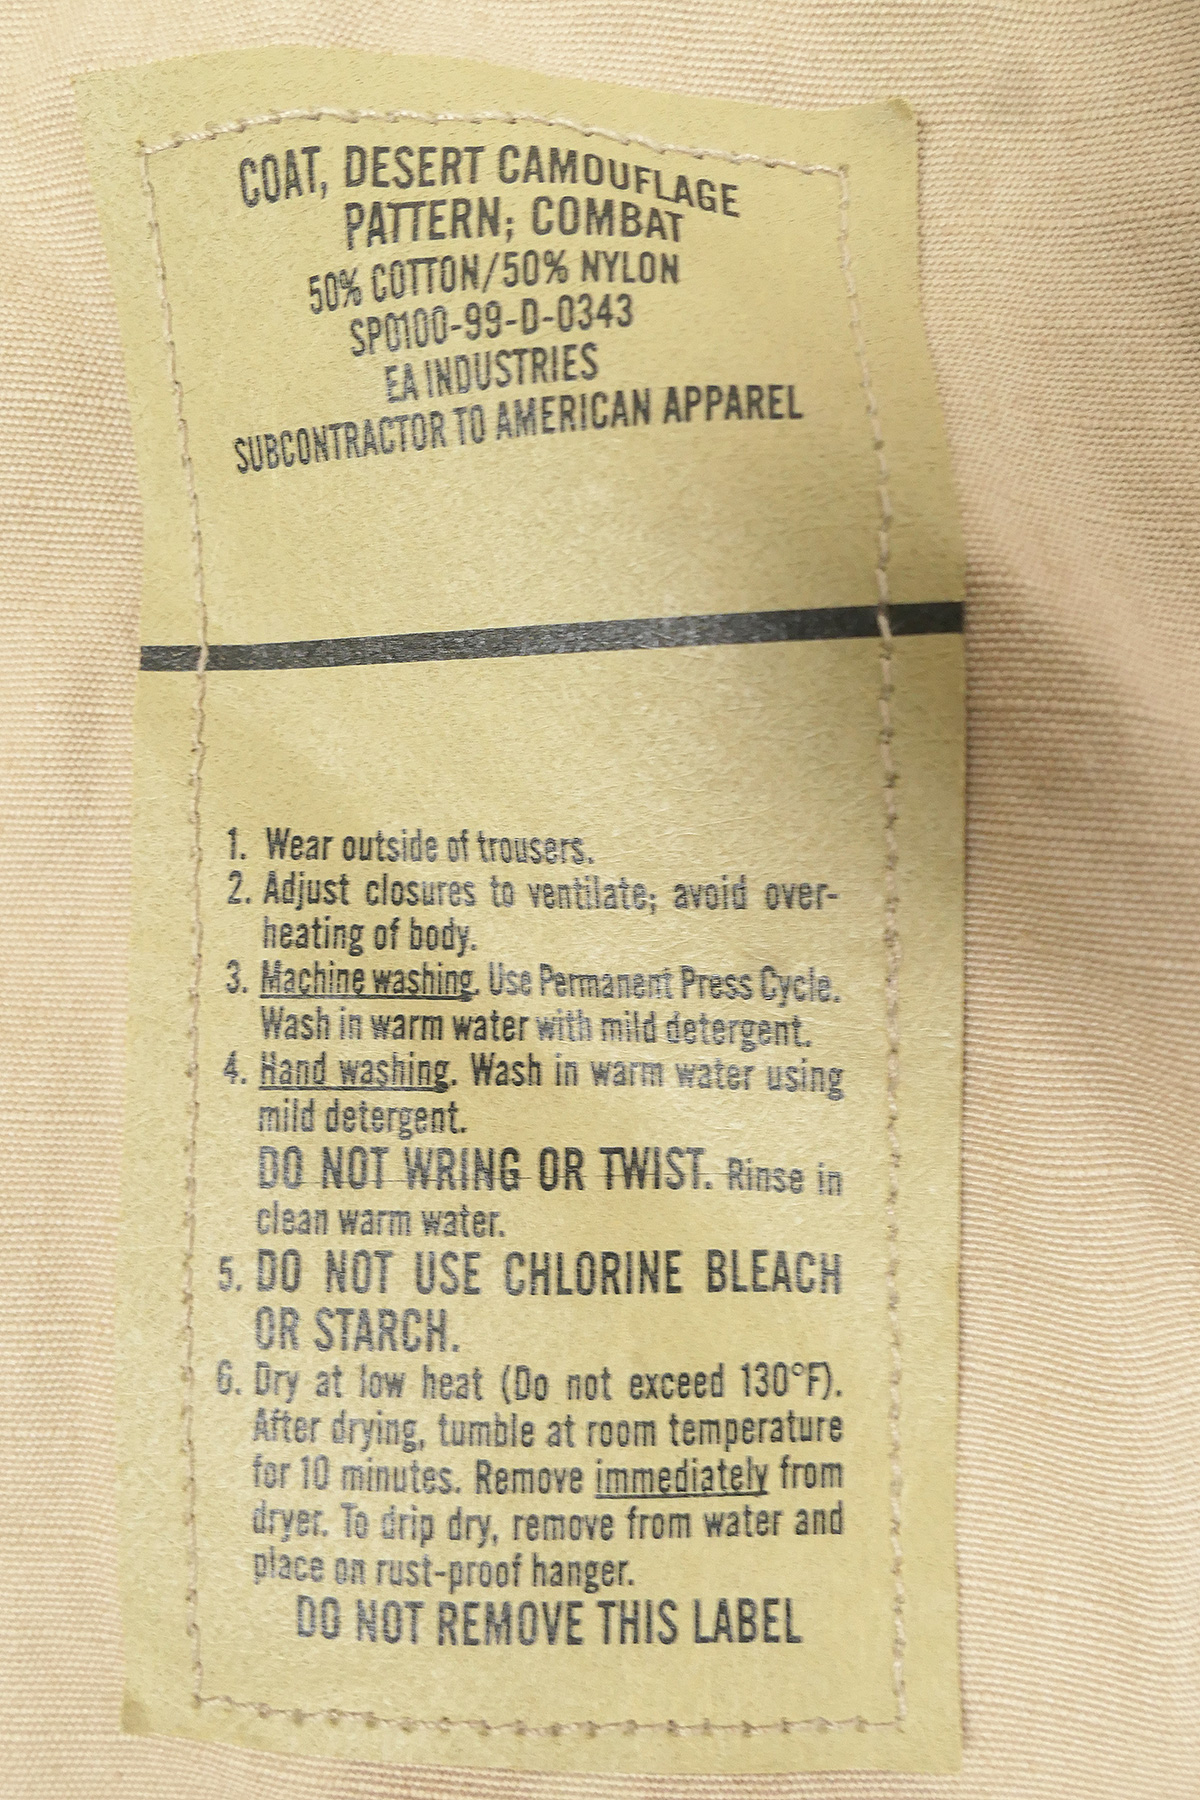 COAT, DESERT CAMOUFLAGE
PATTERN; COMBAT
50% COTTON/50% NYLON
SP0100-99-D-0343
EA INDUSTRIES
SUBCONTRACTOR TO AMERICAN APPAREL
1. Wear outside of trousers.
2. Adjust closures to ventilate; avoid over-
heating of body.
3. Machine washing. Use Permanent Press Cycle.
Wash in warm water with mild detergent.
4. Hand washing. Wash in warm water using
mild detergent.
DO NOT WRING OR TWIST. Rinse in
clean warm water.
5. DO NOT USE CHLORINE BLEACH
OR STARCH.
6. Dry at low heat (Do not exceed 130°F).
After drying, tumble at room temperature
for 10 minutes. Remove immediately from
dryer. To drip dry, remove from water and
place on rust-proof hanger.
DO NOT REMOVE THIS LABEL